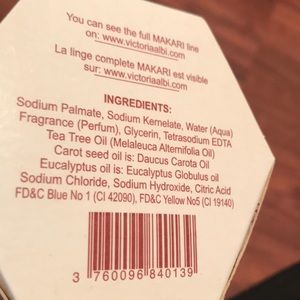 You can see the full MAKARI line
on: www.victoriaalbi.com
La linge complete MAKARI est visible
sur: www.victoriaalbi.com
INGREDIENTS:
Sodium Palmate, Sodium Kernelate, Water (Aqua)
Fragrance (Perfum), Glycerin, Tetrasodium EDTA
Tea Tree Oil (Melaleuca Alternifolia Oil)
Carot seed oil is: Daucus Carota Oil
Eucalyptus oil is: Eucalyptus Globulus oil
Sodium Chloride, Sodium Hydroxide, Citric Acid
FD&C Blue No 1 (CI 42090), FD&C Yellow No5 (CI 19140)
3 760096 840139